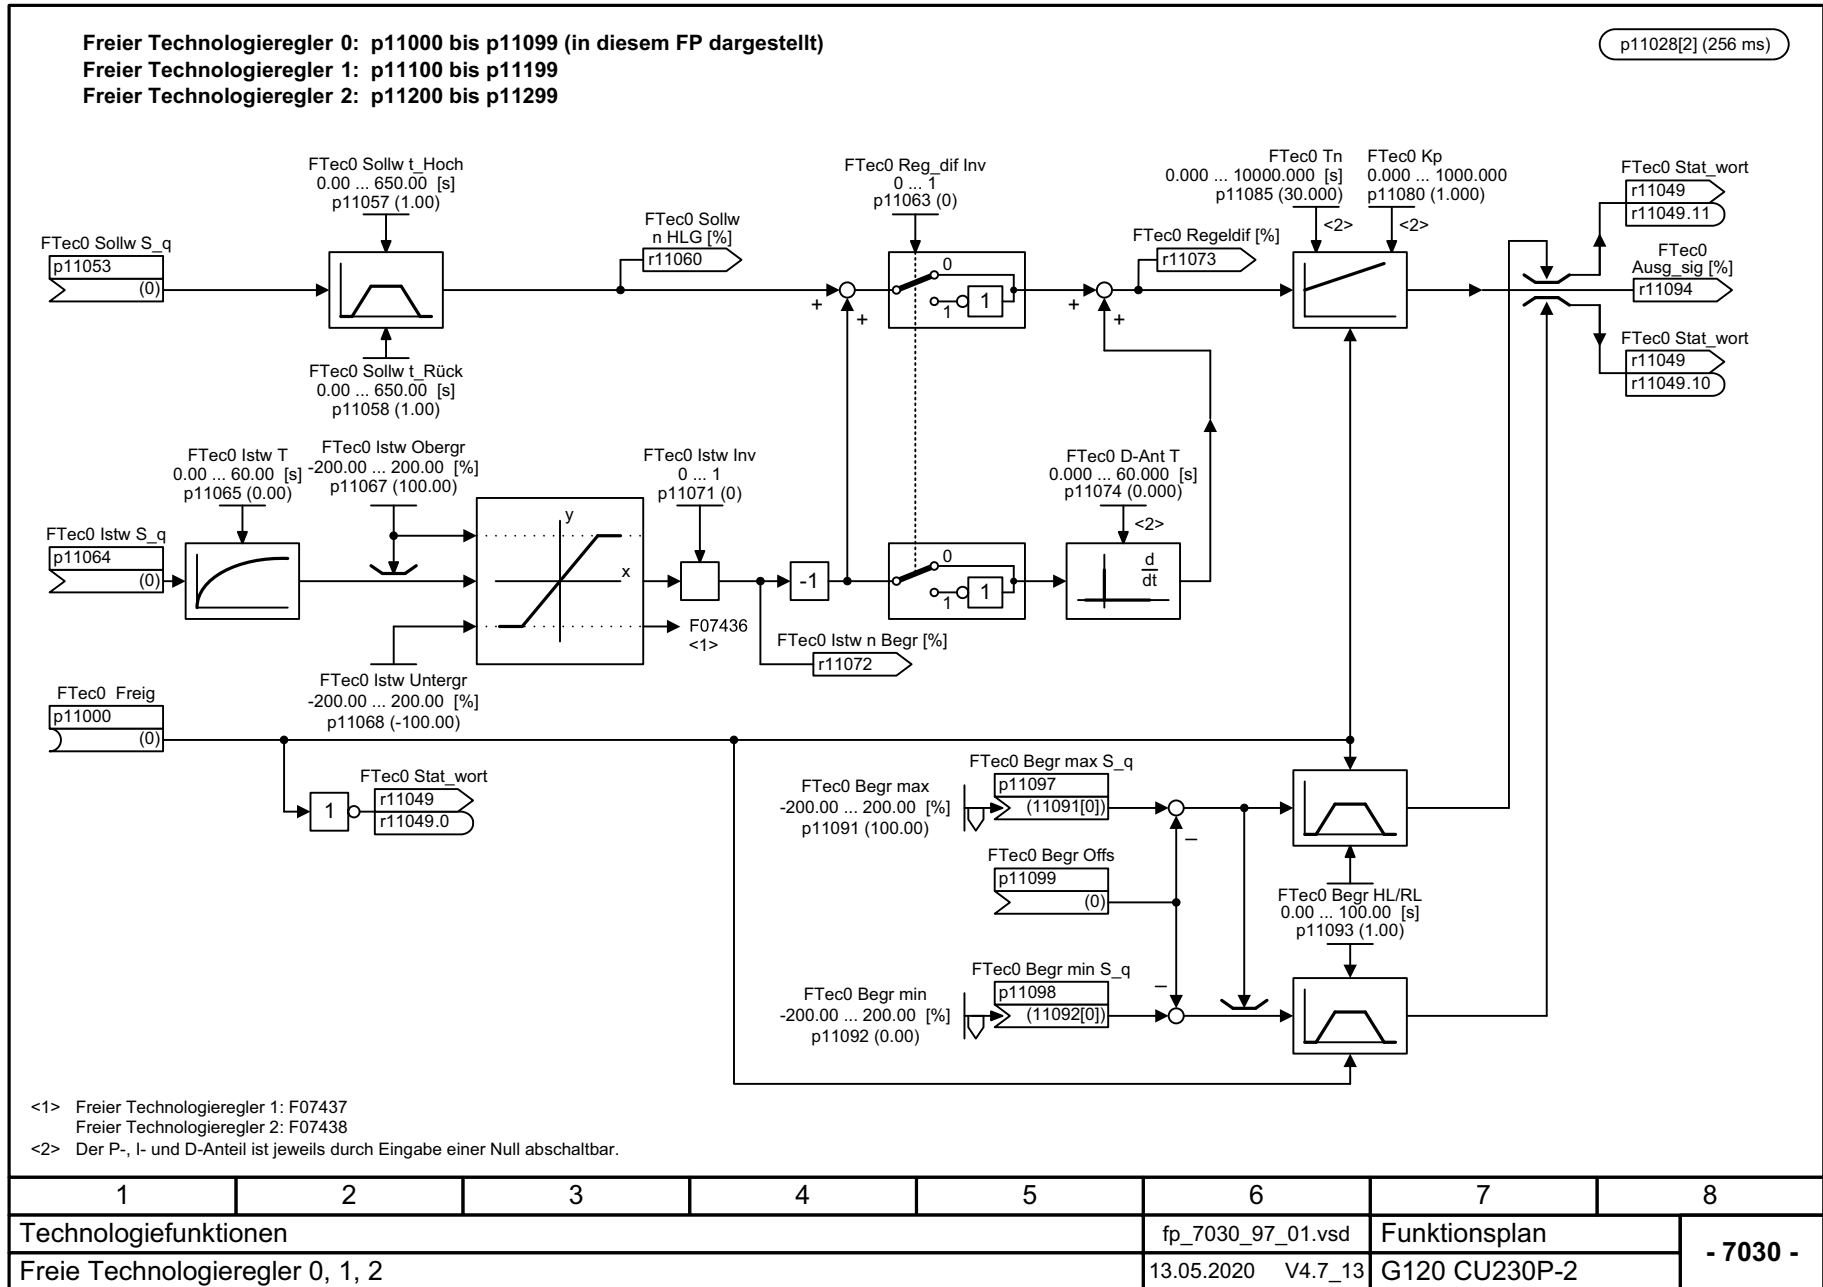 Freier Technologieregler 0: p11000 bis p11099 (in diesem FP dargestellt)
Freier Technologieregler 1: p11100 bis p11199
Freier Technologieregler 2: p11200 bis p11299
p11028[2] (256 ms)
FTec0 Sollw t_Hoch
0.00 ... 650.00 [s]
p11057 (1.00)
FTec0 Reg_dif Inv
0 ... 1
p11063 (0)
FTec0 Tn
0.000 ... 10000.000 [s]
p11085 (30.000)
<2>
FTec0 Kp
0.000 ... 1000.000
p11080 (1.000)
<2>
FTec0 Stat_wort
r11049
r11049.11
FTec0 Sollw S_q
p11053
(0)
FTec0 Sollw
n HLG [%]
r11060
0
1
1
+
+
FTec0 Regeldif [%]
r11073
+
+
FTec0
Ausg_sig [%]
r11094
FTec0 Stat_wort
r11049
r11049.10
FTec0 Sollw t_Rück
0.00 ... 650.00 [s]
p11058 (1.00)
FTec0 Istw T
0.00 ... 60.00 [s]
p11065 (0.00)
FTec0 Istw Obergr
-200.00 ... 200.00 [%]
p11067 (100.00)
FTec0 Istw Inv
0 ... 1
p11071 (0)
FTec0 D-Ant T
0.000 ... 60.000 [s]
p11074 (0.000)
<2>
FTec0 Istw S_q
p11064
(0)
y
x
-1
0
1
1
d
dt
F07436
<1>
FTec0 Istw n Begr [%]
r11072
FTec0 Istw Untergr
-200.00 ... 200.00 [%]
p11068 (-100.00)
FTec0 Freig
p11000
(0)
1
FTec0 Stat_wort
r11049
r11049.0
FTec0 Begr max
-200.00 ... 200.00 [%]
p11091 (100.00)
FTec0 Begr max S_q
p11097
(11091[0])
–
FTec0 Begr Offs
p11099
(0)
FTec0 Begr HL/RL
0.00 ... 100.00 [s]
p11093 (1.00)
FTec0 Begr min
-200.00 ... 200.00 [%]
p11092 (0.00)
FTec0 Begr min S_q
p11098
(11092[0])
–
<1> Freier Technologieregler 1: F07437
Freier Technologieregler 2: F07438
<2> Der P-, I- und D-Anteil ist jeweils durch Eingabe einer Null abschaltbar.
1 2 3 4 5 6 7 8
Technologiefunktionen fp_7030_97_01.vsd Funktionsplan - 7030 -
Freie Technologieregler 0, 1, 2 13.05.2020 V4.7_13 G120 CU230P-2